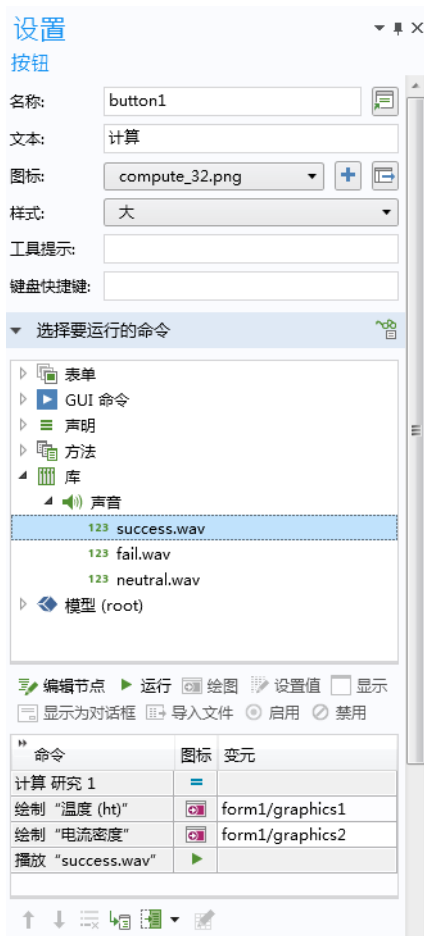 设置
按钮
名称: button1
文本: 计算
图标: compute_32.png
样式: 大
工具提示:
键盘快捷键:
选择要运行的命令
表单
GUI 命令
声明
方法
库
声音
123 success.wav
123 fail.wav
123 neutral.wav
模型 (root)
编辑节点 运行 绘图 设置值 显示
显示为对话框 导入文件 启用 禁用
命令 图标 变元
计算 研究 1
绘制 “温度 (ht)” form1/graphics1
绘制 “电流密度” form1/graphics2
播放 “success.wav”